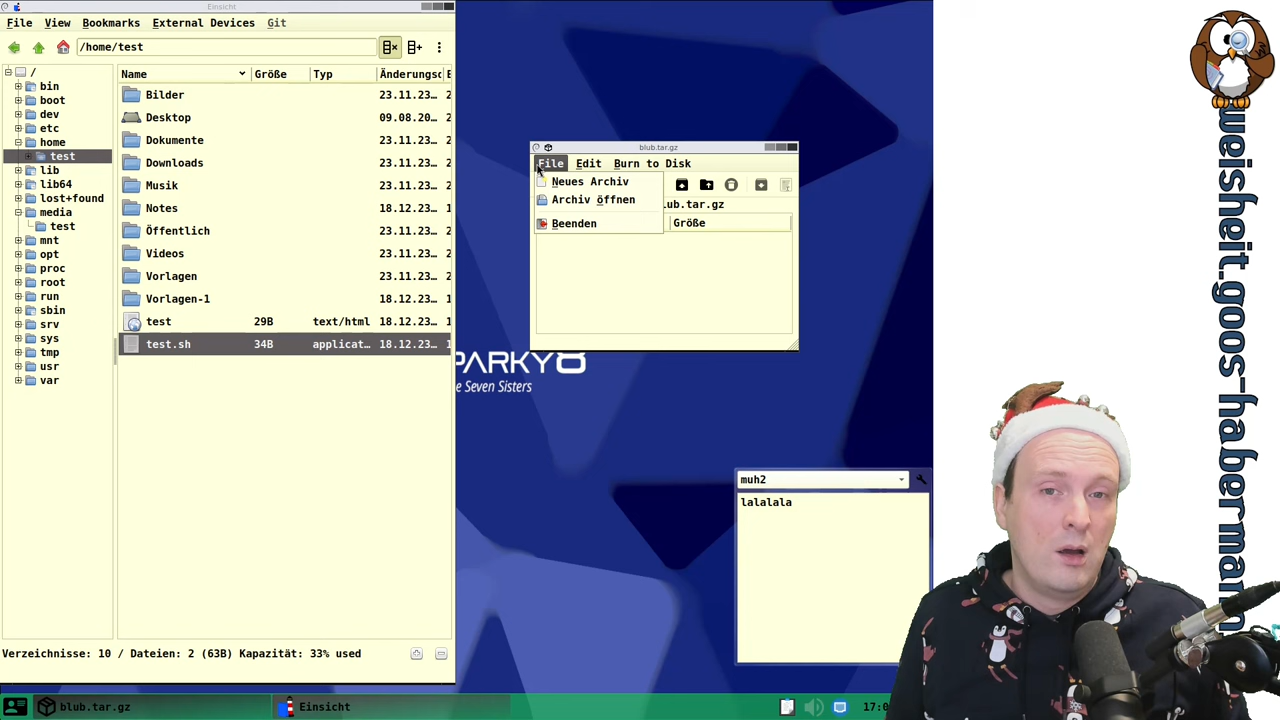 Einsicht
File View Bookmarks External Devices Git
/home/test
/
bin
boot
dev
etc
home
test
lib
lib64
lost+found
media
test
mnt
opt
proc
root
run
sbin
srv
sys
tmp
usr
var
Name Größe Typ
Bilder 23.11.23...
Desktop 09.08.20...
Dokumente 23.11.23...
Downloads 23.11.23...
Musik 23.11.23...
Notes 18.12.23...
Öffentlich 23.11.23...
Videos 23.11.23...
Vorlagen 23.11.23...
Vorlagen-1 18.12.23...
test 29B text/html 18.12.23...
test.sh 34B applicat... 18.12.23...
Verzeichnisse: 10 / Dateien: 2 (63B) Kapazität: 33% used
blub.tar.gz
File Edit Burn to Disk
Neues Archiv
Archiv öffnen
Beenden
lub.tar.gz
Größe
PARKY8
e Seven Sisters
muh2
lalalala
blub.tar.gz
Einsicht
17:0
weisheit.goos-habermann